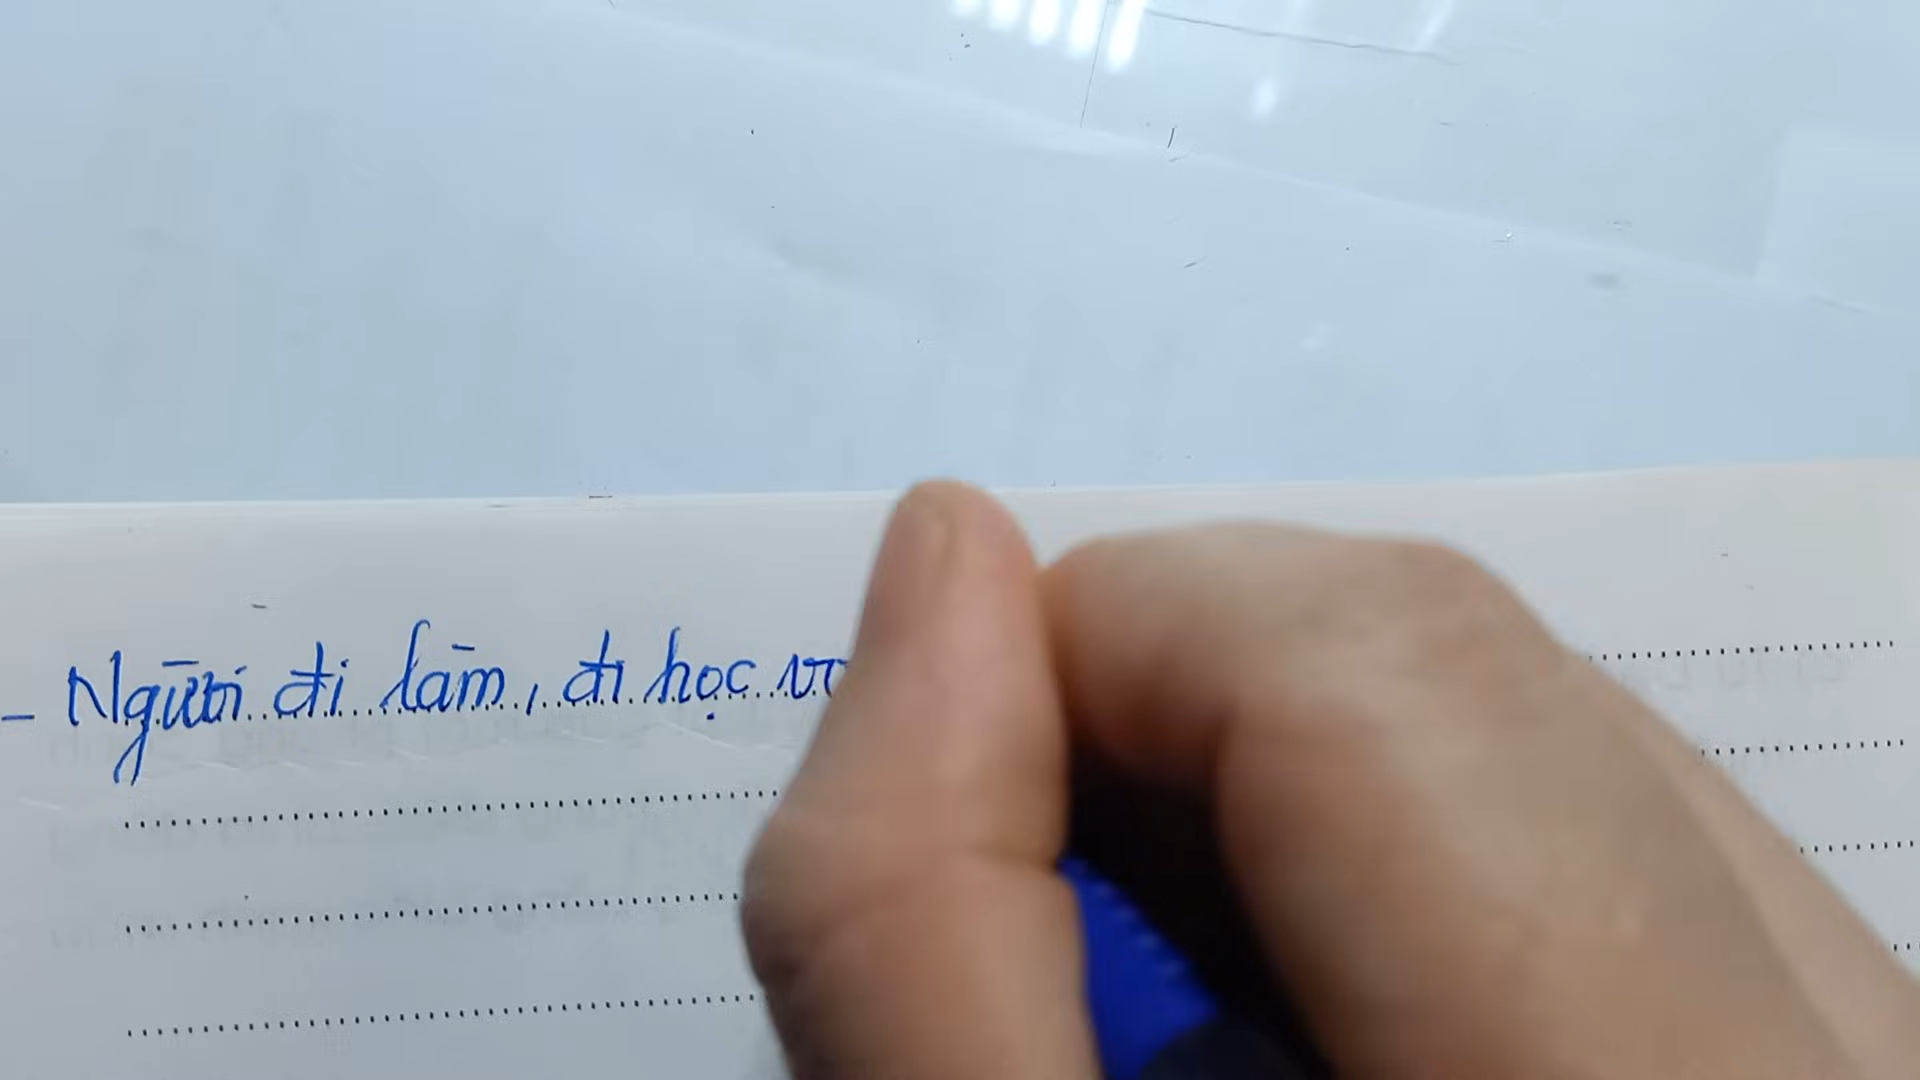 - Người đi làm, đi học